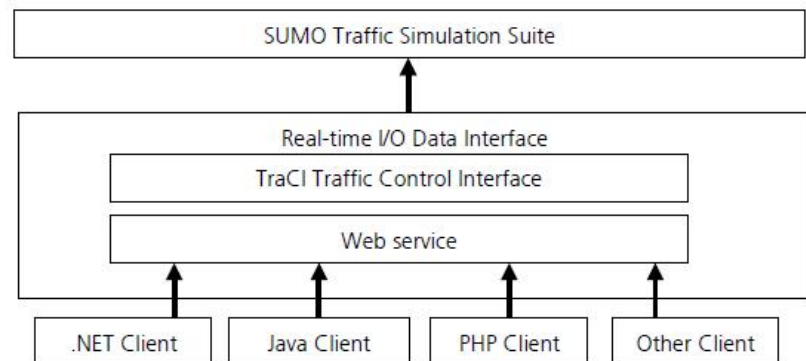 SUMO Traffic Simulation Suite
Real-time I/O Data Interface
TraCI Traffic Control Interface
Web service
.NET Client
Java Client
PHP Client
Other Client